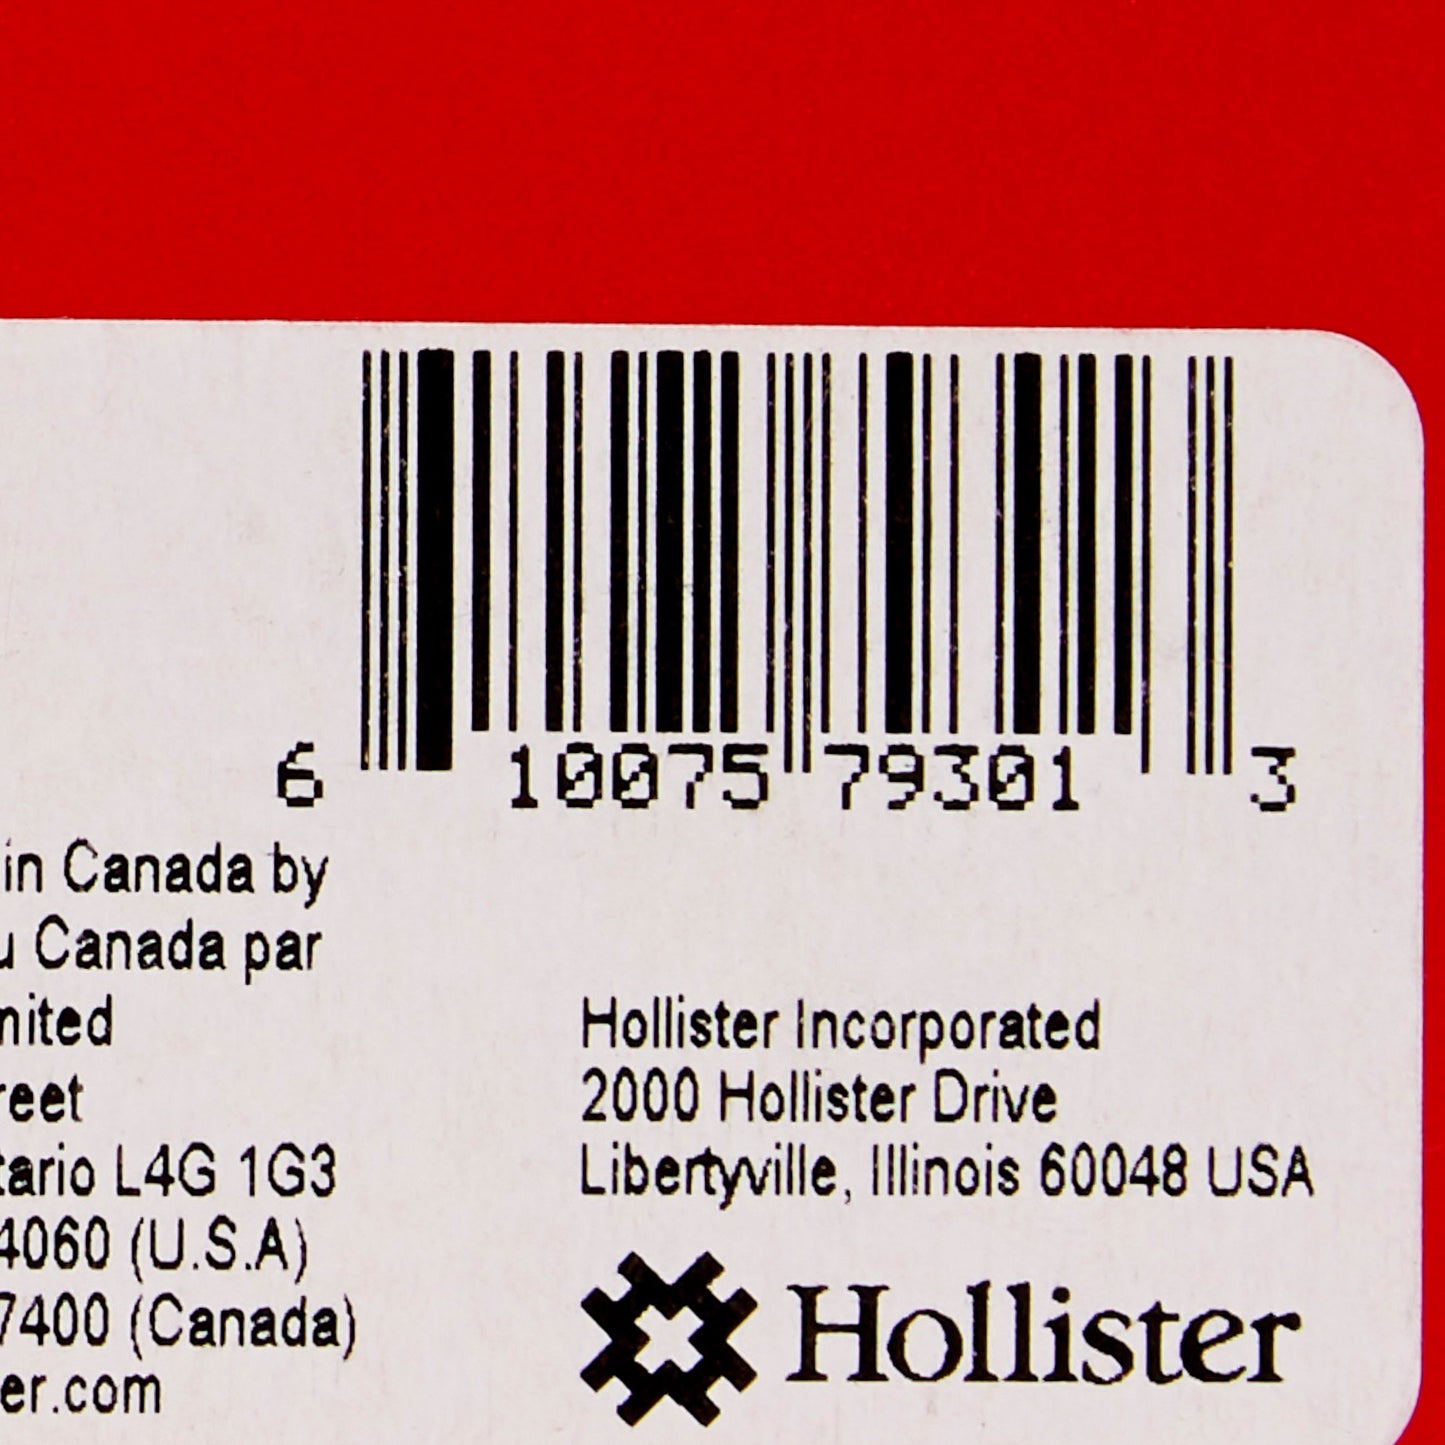 6 10075 79301 3
in Canada by
u Canada par
mited
reet
tario L4G 1G3
4060 (U.S.A)
7400 (Canada)
er.com
Hollister Incorporated
2000 Hollister Drive
Libertyville, Illinois 60048 USA
Hollister